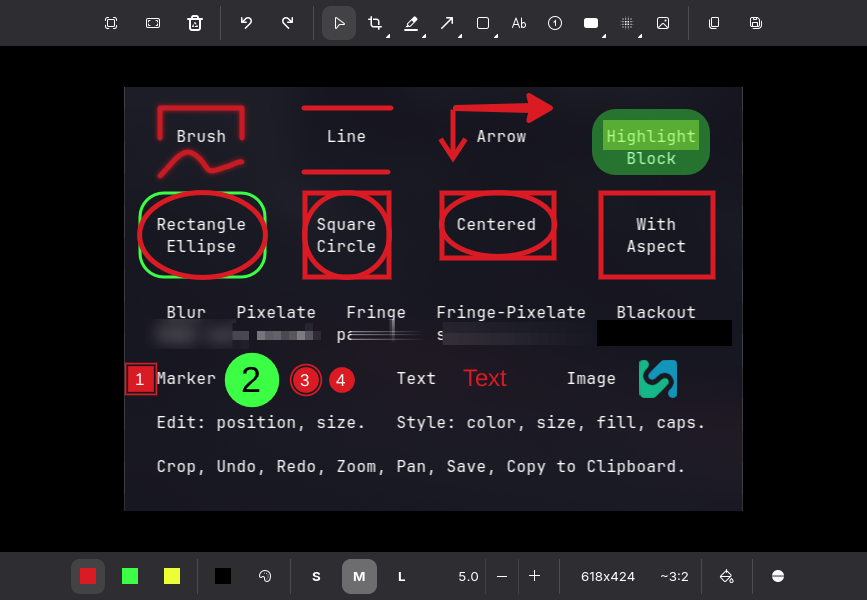 Ab 1
Brush Line Arrow Highlight
Block
Rectangle Square Centered With
Ellipse Circle Aspect
Blur Pixelate Fringe Fringe-Pixelate Blackout
1 Marker 2 3 4 Text Text Image
Edit: position, size. Style: color, size, fill, caps.
Crop, Undo, Redo, Zoom, Pan, Save, Copy to Clipboard.
S M L 5.0 618x424 ~3:2